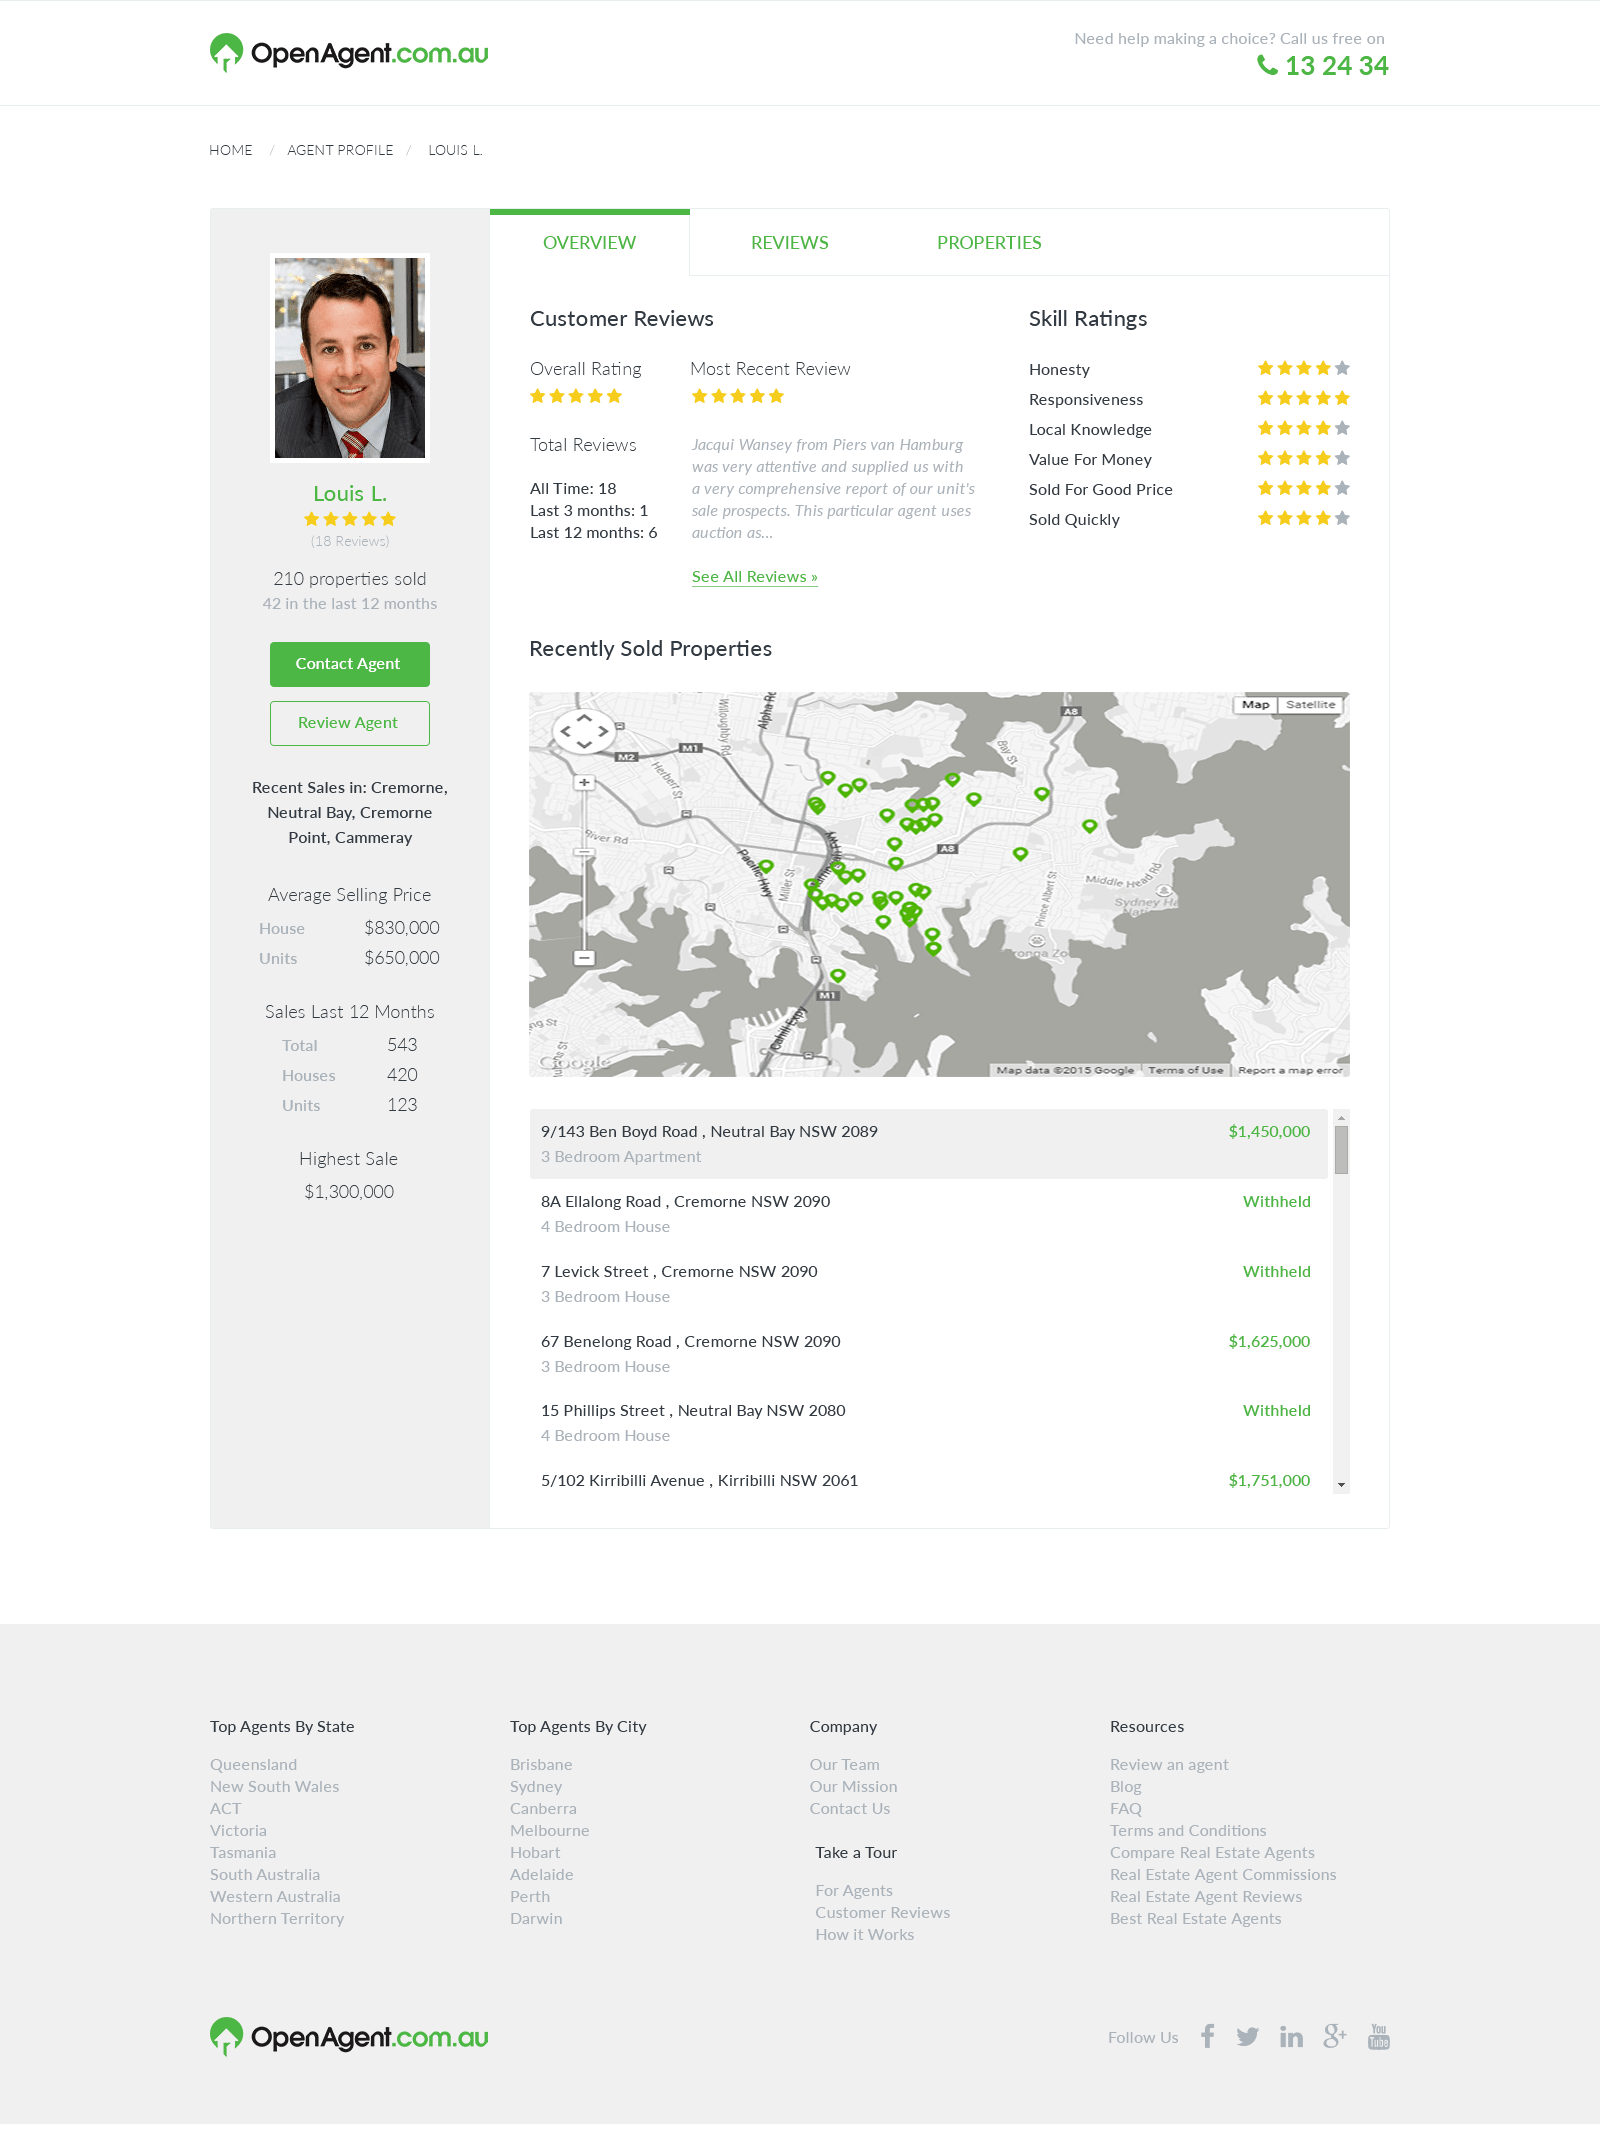 OpenAgent.com.au
Need help making a choice? Call us free on
13 24 34
HOME / AGENT PROFILE / LOUIS L.
Louis L.
(18 Reviews)
210 properties sold
42 in the last 12 months
Contact Agent
Review Agent
Recent Sales in: Cremorne,
Neutral Bay, Cremorne
Point, Cammeray
Average Selling Price
House $830,000
Units $650,000
Sales Last 12 Months
Total 543
Houses 420
Units 123
Highest Sale
$1,300,000
OVERVIEW REVIEWS PROPERTIES
Customer Reviews
Overall Rating
Total Reviews
All Time: 18
Last 3 months: 1
Last 12 months: 6
Most Recent Review
Jacqui Wansey from Piers van Hamburg
was very attentive and supplied us with
a very comprehensive report of our unit's
sale prospects. This particular agent uses
auction as...
See All Reviews »
Skill Ratings
Honesty
Responsiveness
Local Knowledge
Value For Money
Sold For Good Price
Sold Quickly
Recently Sold Properties
Map Satellite
Willoughby Rd
Alpha Rd
A8
M1
M2
Bay St
Herbert St
River Rd
Pacific Hwy
Miller St
A8
Prince Albert St
Middle Head Rd
Sydney Ha
Nati
ronga Zo
M1
Cahill Expy
ng St
Google
Map data ©2015 Google Terms of Use Report a map error
9/143 Ben Boyd Road , Neutral Bay NSW 2089 $1,450,000
3 Bedroom Apartment
8A Ellalong Road , Cremorne NSW 2090 Withheld
4 Bedroom House
7 Levick Street , Cremorne NSW 2090 Withheld
3 Bedroom House
67 Benelong Road , Cremorne NSW 2090 $1,625,000
3 Bedroom House
15 Phillips Street , Neutral Bay NSW 2080 Withheld
4 Bedroom House
5/102 Kirribilli Avenue , Kirribilli NSW 2061 $1,751,000
Top Agents By State
Queensland
New South Wales
ACT
Victoria
Tasmania
South Australia
Western Australia
Northern Territory
Top Agents By City
Brisbane
Sydney
Canberra
Melbourne
Hobart
Adelaide
Perth
Darwin
Company
Our Team
Our Mission
Contact Us
Take a Tour
For Agents
Customer Reviews
How it Works
Resources
Review an agent
Blog
FAQ
Terms and Conditions
Compare Real Estate Agents
Real Estate Agent Commissions
Real Estate Agent Reviews
Best Real Estate Agents
OpenAgent.com.au
Follow Us
You
Tube